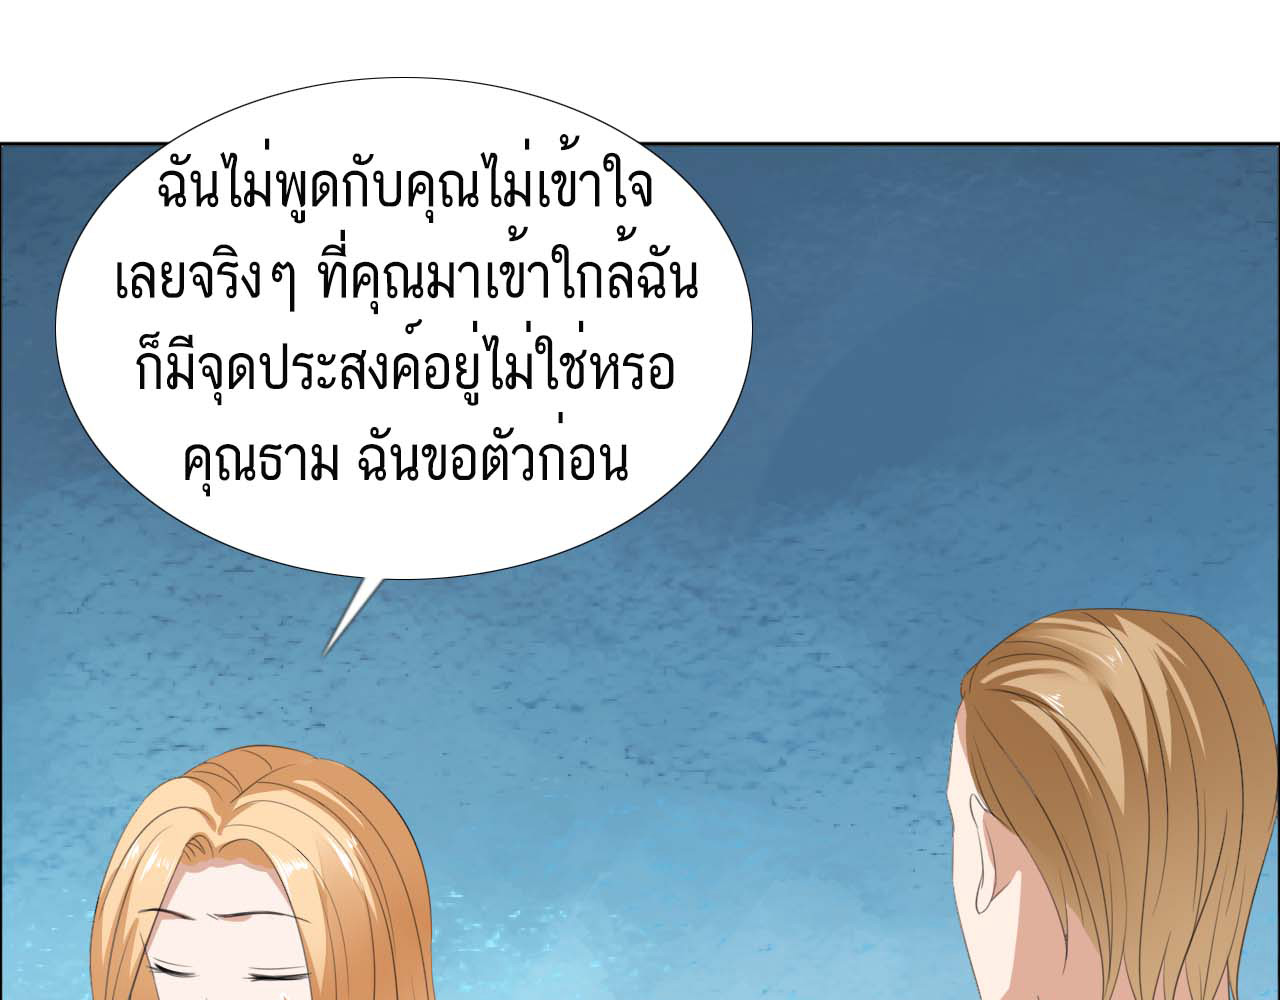 ฉันไม่พูดกับคุณไม่เข้าใจ
เลยจริงๆ ที่คุณมาเข้าใกล้ฉัน
ก็มีจุดประสงค์อยู่ไม่ใช่หรอ
คุณธาม ฉันขอตัวก่อน